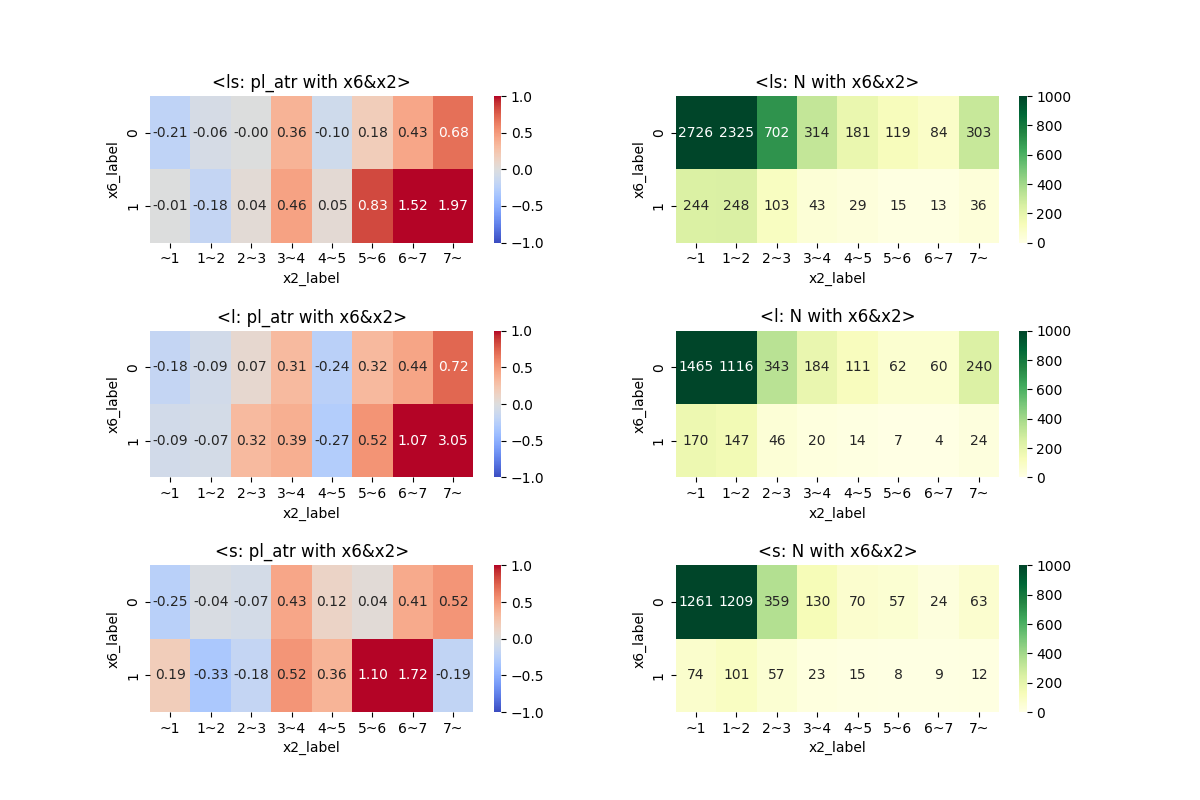 <ls: pl_atr with x6&x2>
x6_label
0 -0.21 -0.06 -0.00 0.36 -0.10 0.18 0.43 0.68
1 -0.01 -0.18 0.04 0.46 0.05 0.83 1.52 1.97
~1 1~2 2~3 3~4 4~5 5~6 6~7 7~
x2_label
1.0
0.5
0.0
−0.5
−1.0
<ls: N with x6&x2>
x6_label
0 2726 2325 702 314 181 119 84 303
1 244 248 103 43 29 15 13 36
~1 1~2 2~3 3~4 4~5 5~6 6~7 7~
x2_label
1000
800
600
400
200
0
<l: pl_atr with x6&x2>
x6_label
0 -0.18 -0.09 0.07 0.31 -0.24 0.32 0.44 0.72
1 -0.09 -0.07 0.32 0.39 -0.27 0.52 1.07 3.05
~1 1~2 2~3 3~4 4~5 5~6 6~7 7~
x2_label
1.0
0.5
0.0
−0.5
−1.0
<l: N with x6&x2>
x6_label
0 1465 1116 343 184 111 62 60 240
1 170 147 46 20 14 7 4 24
~1 1~2 2~3 3~4 4~5 5~6 6~7 7~
x2_label
1000
800
600
400
200
0
<s: pl_atr with x6&x2>
x6_label
0 -0.25 -0.04 -0.07 0.43 0.12 0.04 0.41 0.52
1 0.19 -0.33 -0.18 0.52 0.36 1.10 1.72 -0.19
~1 1~2 2~3 3~4 4~5 5~6 6~7 7~
x2_label
1.0
0.5
0.0
−0.5
−1.0
<s: N with x6&x2>
x6_label
0 1261 1209 359 130 70 57 24 63
1 74 101 57 23 15 8 9 12
~1 1~2 2~3 3~4 4~5 5~6 6~7 7~
x2_label
1000
800
600
400
200
0